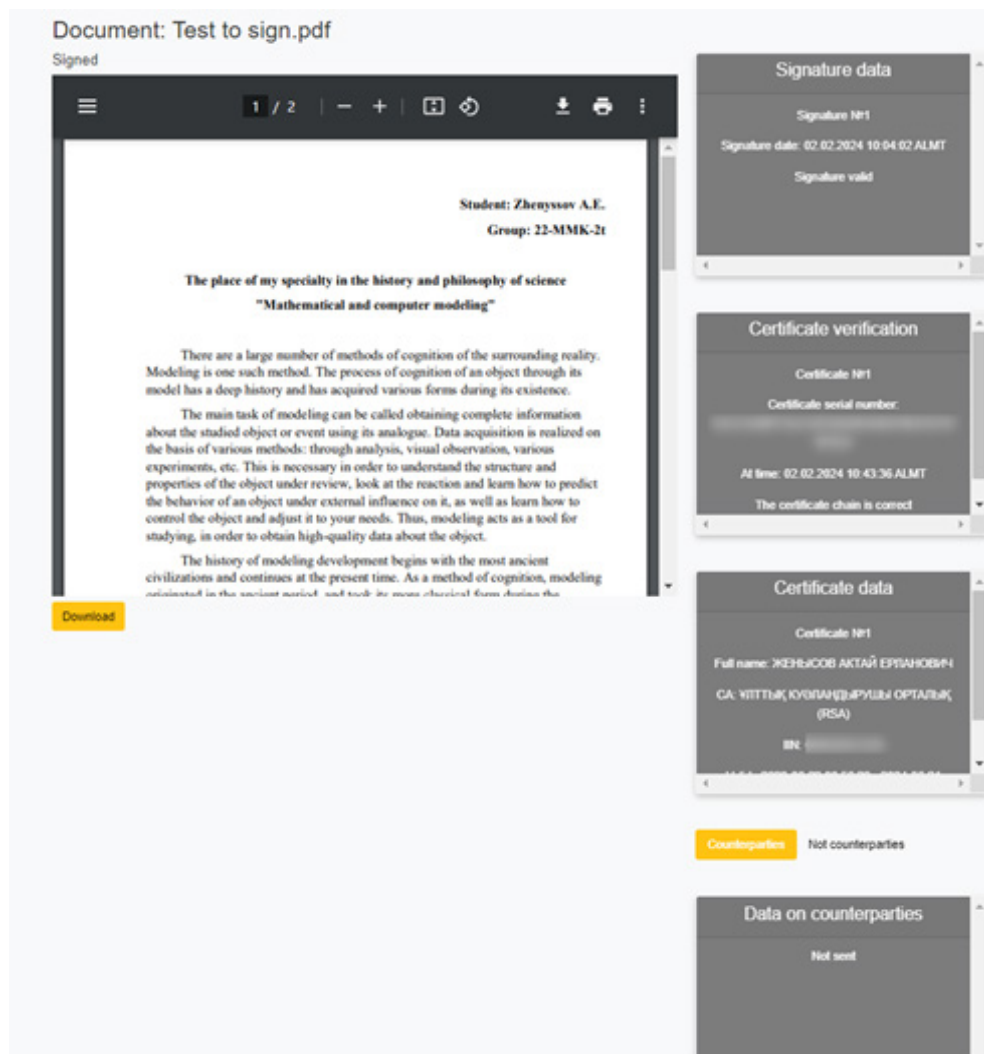 Document: Test to sign.pdf
Signed
1 / 2
Student: Zhenyssov A.E.
Group: 22-MMK-2t
The place of my specialty in the history and philosophy of science
"Mathematical and computer modeling"
There are a large number of methods of cognition of the surrounding reality.
Modeling is one such method. The process of cognition of an object through its
model has a deep history and has acquired various forms during its existence.
The main task of modeling can be called obtaining complete information
about the studied object or event using its analogue. Data acquisition is realized on
the basis of various methods: through analysis, visual observation, various
experiments, etc. This is necessary in order to understand the structure and
properties of the object under review, look at the reaction and learn how to predict
the behavior of an object under external influence on it, as well as learn how to
control the object and adjust it to your needs. Thus, modeling acts as a tool for
studying, in order to obtain high-quality data about the object.
The history of modeling development begins with the most ancient
civilizations and continues at the present time. As a method of cognition, modeling
originated in the ancient period, and took its more classical form during the
Download
Signature data
Signature №1
Signature date: 02.02.2024 10:04:02 ALMT
Signature valid
Certificate verification
Certificate №1
Certificate serial number:
At time: 02.02.2024 10:43:36 ALMT
The certificate chain is correct
Certificate data
Certificate №1
Full name: ЖЕНЫСОВ АКТАЙ ЕРЛАНОВИЧ
CA: ҰЛТТЫҚ КУӘЛАНДЫРУШЫ ОРТАЛЫҚ
(RSA)
IIN:
Counterparties
Not counterparties
Data on counterparties
Not sent